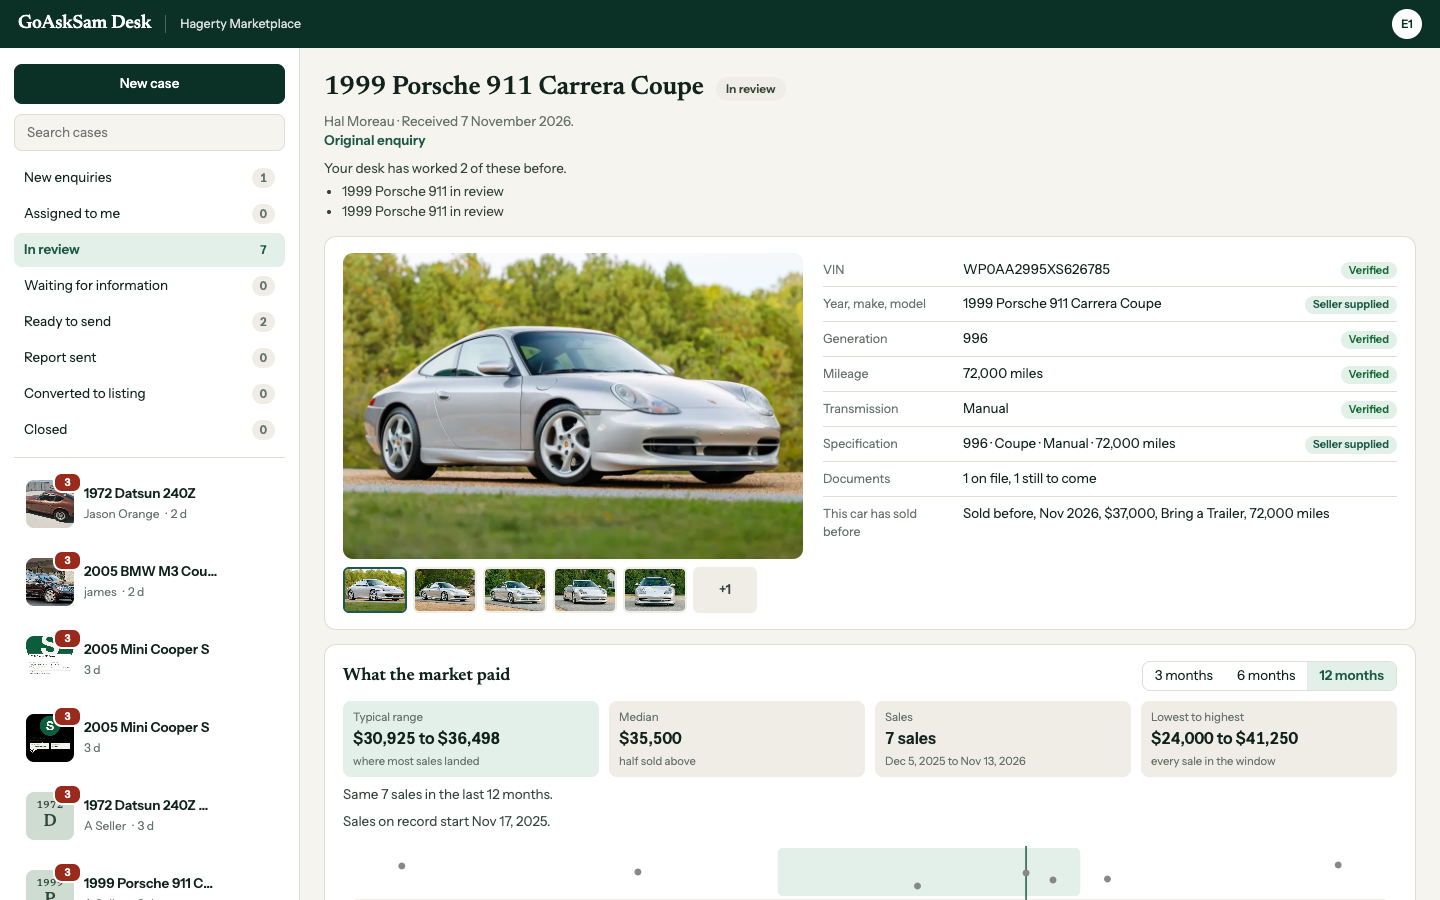 GoAskSam Desk
Hagerty Marketplace
E1
New case
Search cases
New enquiries 1
Assigned to me 0
In review 7
Waiting for information 0
Ready to send 2
Report sent 0
Converted to listing 0
Closed 0
3
1972 Datsun 240Z
Jason Orange · 2 d
3
2005 BMW M3 Cou...
james · 2 d
3
2005 Mini Cooper S
3 d
S
3
2005 Mini Cooper S
3 d
1972
D
3
1972 Datsun 240Z ...
A Seller · 3 d
1999
3
1999 Porsche 911 C...
1999 Porsche 911 Carrera Coupe
In review
Hal Moreau · Received 7 November 2026.
Original enquiry
Your desk has worked 2 of these before.
• 1999 Porsche 911 in review
• 1999 Porsche 911 in review
VIN WP0AA2995XS626785 Verified
Year, make, model 1999 Porsche 911 Carrera Coupe Seller supplied
Generation 996 Verified
Mileage 72,000 miles Verified
Transmission Manual Verified
Specification 996 · Coupe · Manual · 72,000 miles Seller supplied
Documents 1 on file, 1 still to come
This car has sold before Sold before, Nov 2026, $37,000, Bring a Trailer, 72,000 miles
+1
What the market paid
3 months 6 months 12 months
Typical range
$30,925 to $36,498
where most sales landed
Median
$35,500
half sold above
Sales
7 sales
Dec 5, 2025 to Nov 13, 2026
Lowest to highest
$24,000 to $41,250
every sale in the window
Same 7 sales in the last 12 months.
Sales on record start Nov 17, 2025.